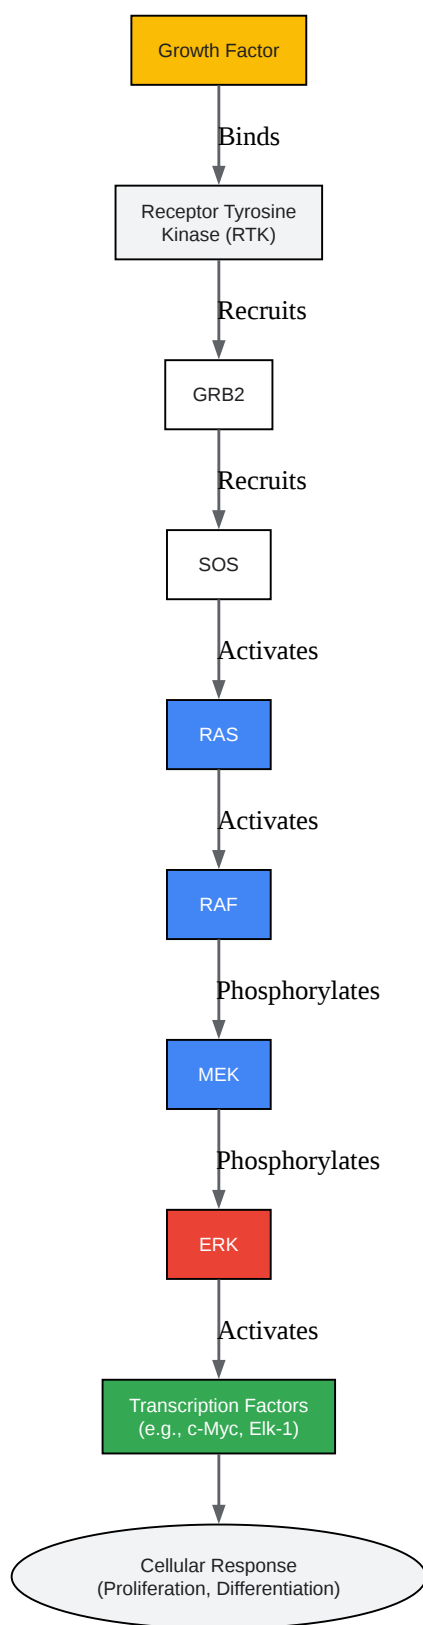 Growth Factor
Binds
Receptor Tyrosine
Kinase (RTK)
Recruits
GRB2
Recruits
SOS
Activates
RAS
Activates
RAF
Phosphorylates
MEK
Phosphorylates
ERK
Activates
Transcription Factors
(e.g., c-Myc, Elk-1)
Cellular Response
(Proliferation, Differentiation)